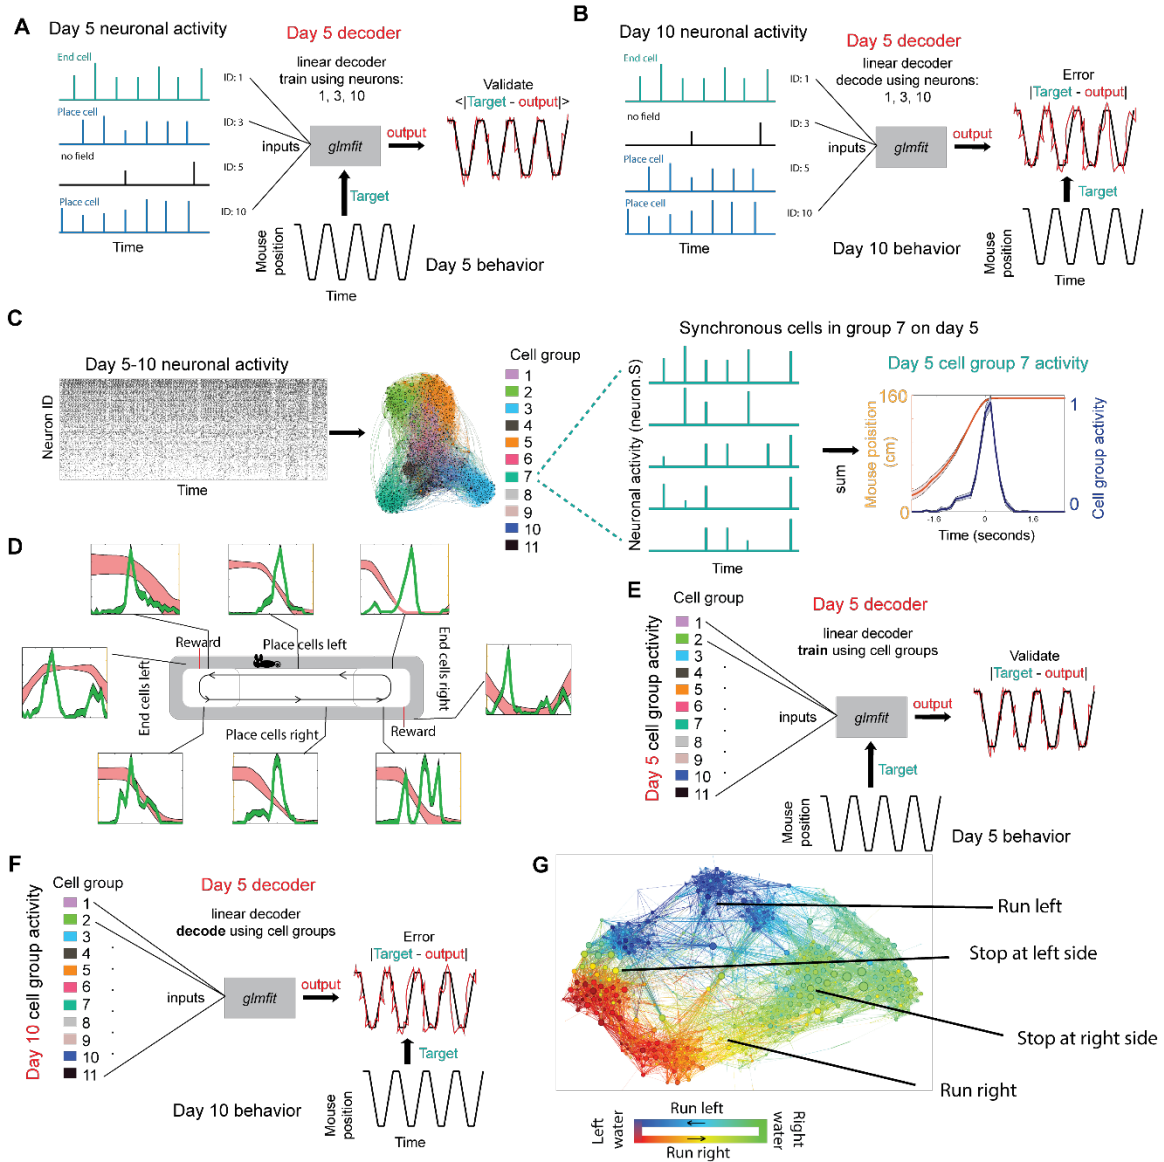 A
Day 5 neuronal activity
End cell
ID: 1
Place cell
ID: 3
no field
ID: 5
Place cell
ID: 10
Time
Day 5 decoder
linear decoder
train using neurons:
1, 3, 10
inputs
glmfit
output
Target
Validate
<|Target - output|>
Mouse
position
Time
Day 5 behavior
B
Day 10 neuronal activity
End cell
ID: 1
no field
ID: 3
Place cell
ID: 5
Place cell
ID: 10
Time
Day 5 decoder
linear decoder
decode using neurons:
1, 3, 10
inputs
glmfit
output
Error
|Target - output|
Target
Day 10 behavior
Mouse
position
Time
C
Day 5-10 neuronal activity
Neuron ID
Time
Cell group
1
2
3
4
5
6
7
8
9
10
11
Synchronous cells in group 7 on day 5
Neuronal activity (neuron.S)
Time
sum
Day 5 cell group 7 activity
Mouse poisition
(cm)
160
0
1
0
Cell group activity
-1.6
0
1.6
Time (seconds)
D
Reward
Place cells left
End cells left
End cells right
Place cells right
Reward
E
Day 5 cell group activity
Cell group
1
2
3
4
5
6
7
8
9
10
11
Day 5 decoder
linear decoder
train using cell groups
inputs
glmfit
output
Target
Validate
|Target - output|
Mouse
position
Day 5 behavior
F
Day 10 cell group activity
Cell group
1
2
3
4
5
6
7
8
9
10
11
Day 5 decoder
linear decoder
decode using cell groups
inputs
glmfit
output
Error
|Target - output|
Target
Day 10 behavior
Mouse
position
Time
G
Run left
Stop at left side
Stop at right side
Run right
Left
water
Run left
Run right
Right
water